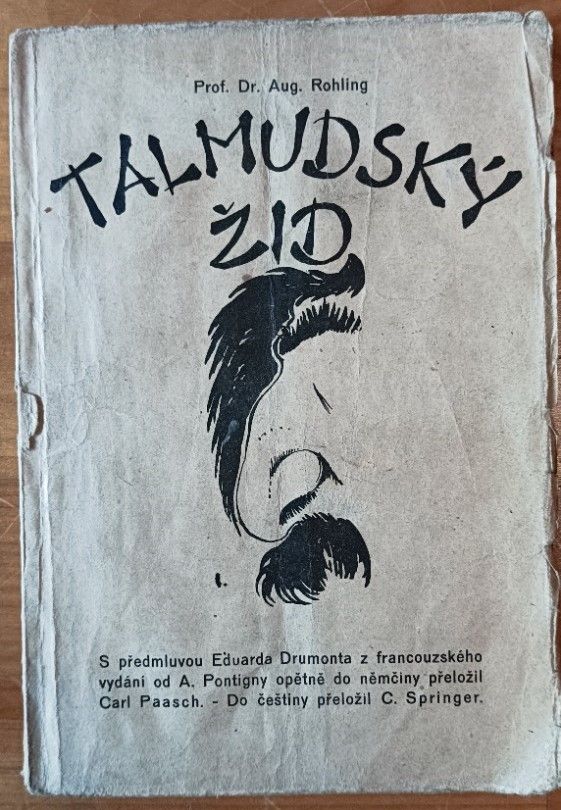 Prof. Dr. Aug. Rohling
TALMUDSKÝ
ŽID
S předmluvou Eduarda Drumonta z francouzského
vydání od A. Pontigny opětně do němčiny přeložil
Carl Paasch. - Do češtiny přeložil C. Springer.